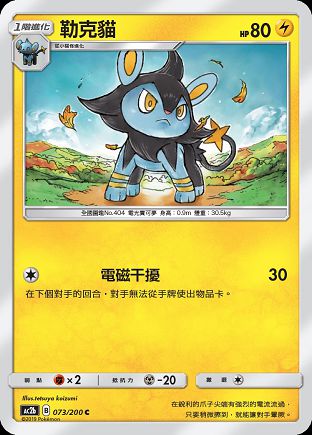 1階進化 勒克貓 HP 80
從小貓怪進化
全國圖鑑No.404 電光寶可夢 身高:0.9m 體重:30.5kg
電磁干擾 30
在下個對手的回合,對手無法從手牌使出物品卡。
弱點 ×2 抵抗力 -20 撤退
Illus.tetsuya koizumi
AC2b B 073/200 C
©2019 Pokémon
在銳利的爪子尖端有強烈的電流流過,
只要稍微擦到,就能讓對手昏厥。